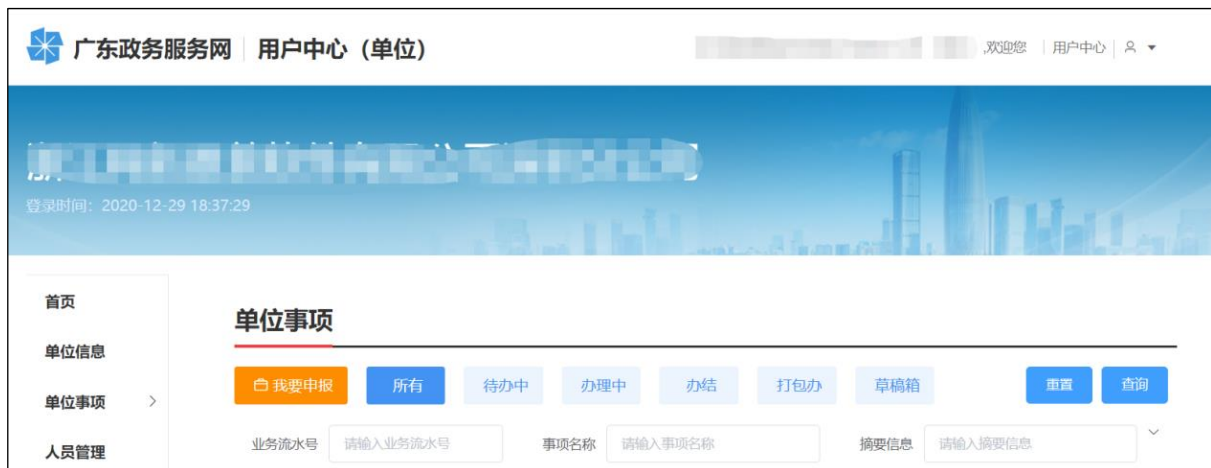 广东政务服务网 用户中心（单位）
,欢迎您 用户中心
登录时间：2020-12-29 18:37:29
首页
单位信息
单位事项
人员管理
单位事项
我要申报 所有 待办中 办理中 办结 打包办 草稿箱 重置 查询
业务流水号 请输入业务流水号 事项名称 请输入事项名称 摘要信息 请输入摘要信息